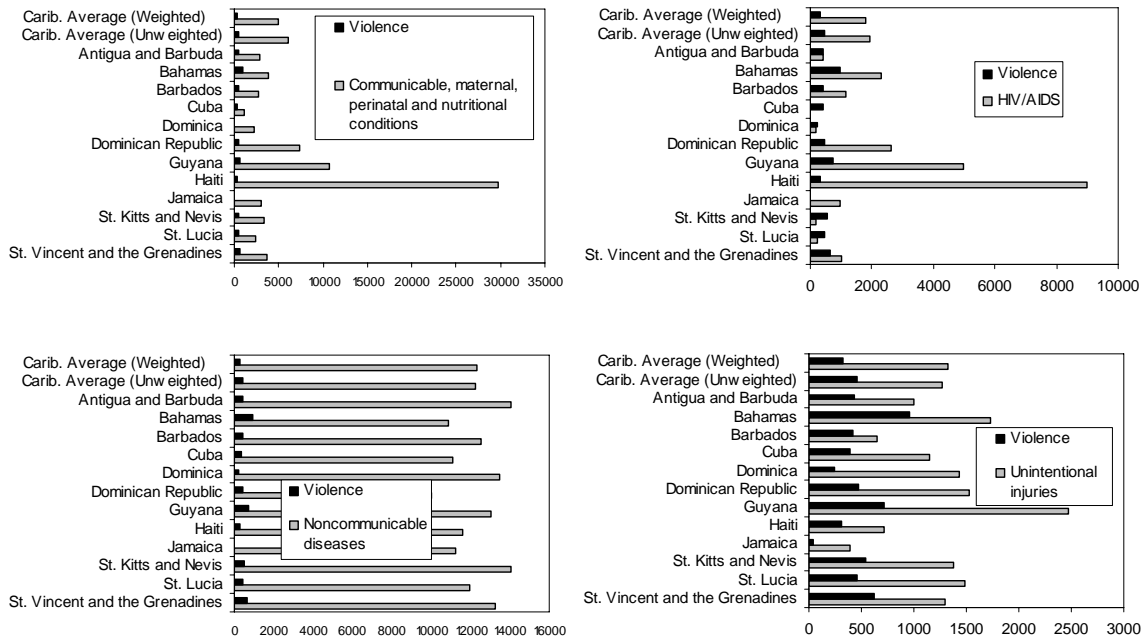 Carib. Average (Weighted)
Carib. Average (Unweighted)
Antigua and Barbuda
Bahamas
Barbados
Cuba
Dominica
Dominican Republic
Guyana
Haiti
Jamaica
St. Kitts and Nevis
St. Lucia
St. Vincent and the Grenadines
Violence
Communicable, maternal,
perinatal and nutritional
conditions
0 5000 10000 15000 20000 25000 30000 35000
Carib. Average (Weighted)
Carib. Average (Unweighted)
Antigua and Barbuda
Bahamas
Barbados
Cuba
Dominica
Dominican Republic
Guyana
Haiti
Jamaica
St. Kitts and Nevis
St. Lucia
St. Vincent and the Grenadines
Violence
HIV/AIDS
0 2000 4000 6000 8000 10000
Carib. Average (Weighted)
Carib. Average (Unweighted)
Antigua and Barbuda
Bahamas
Barbados
Cuba
Dominica
Dominican Republic
Guyana
Haiti
Jamaica
St. Kitts and Nevis
St. Lucia
St. Vincent and the Grenadines
Violence
Noncommunicable
diseases
0 2000 4000 6000 8000 10000 12000 14000 16000
Carib. Average (Weighted)
Carib. Average (Unweighted)
Antigua and Barbuda
Bahamas
Barbados
Cuba
Dominica
Dominican Republic
Guyana
Haiti
Jamaica
St. Kitts and Nevis
St. Lucia
St. Vincent and the Grenadines
Violence
Unintentional
injuries
0 500 1000 1500 2000 2500 3000